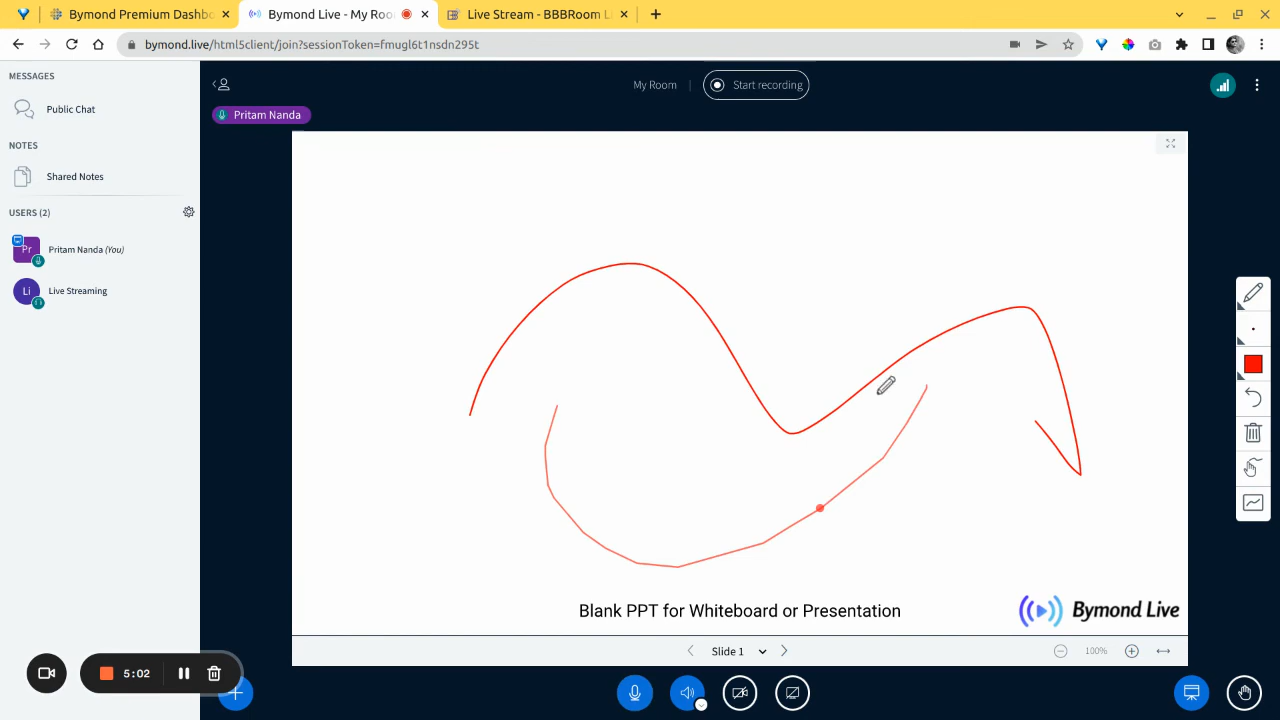 Bymond Premium Dashbo
Bymond Live - My Roo
Live Stream - BBBRoom L
bymond.live/html5client/join?sessionToken=fmugl6t1nsdn295t
MESSAGES
Public Chat
NOTES
Shared Notes
USERS (2)
Pr
Pritam Nanda (You)
Li
Live Streaming
My Room
Start recording
Pritam Nanda
Blank PPT for Whiteboard or Presentation
Bymond Live
Slide 1
100%
5:02